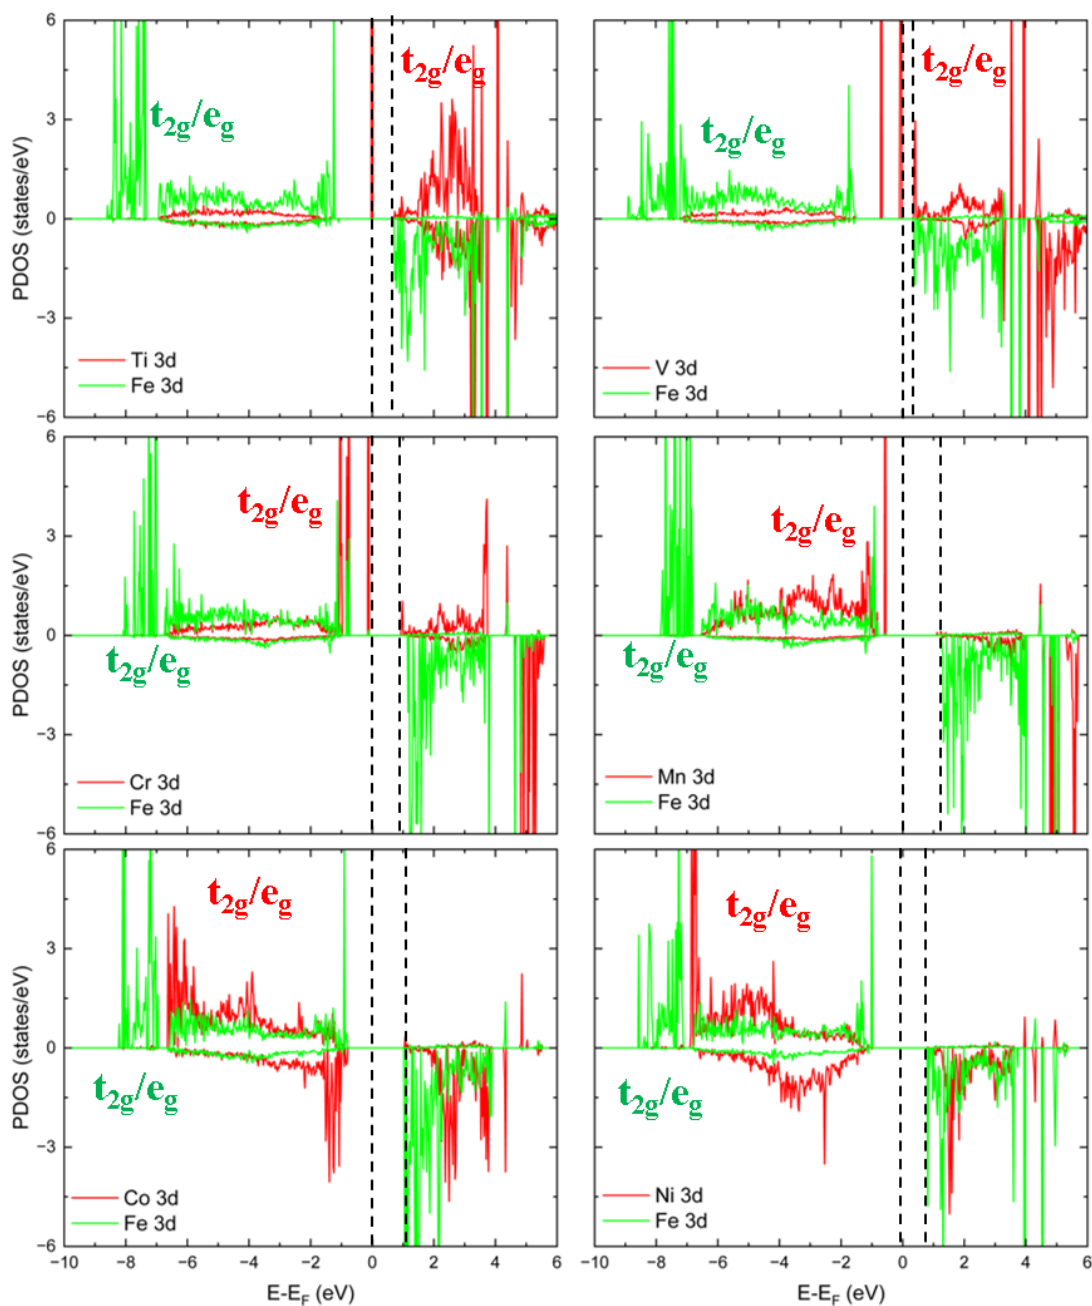 6
3
0
−3
−6
PDOS (states/eV)
t2g/eg
t2g/eg
Ti 3d
Fe 3d
t2g/eg
t2g/eg
V 3d
Fe 3d
6
3
0
−3
−6
PDOS (states/eV)
t2g/eg
t2g/eg
Cr 3d
Fe 3d
t2g/eg
t2g/eg
Mn 3d
Fe 3d
6
3
0
−3
−6
PDOS (states/eV)
t2g/eg
t2g/eg
Co 3d
Fe 3d
t2g/eg
t2g/eg
Ni 3d
Fe 3d
−10 −8 −6 −4 −2 0 2 4 6
E-EF (eV)
−8 −6 −4 −2 0 2 4 6
E-EF (eV)